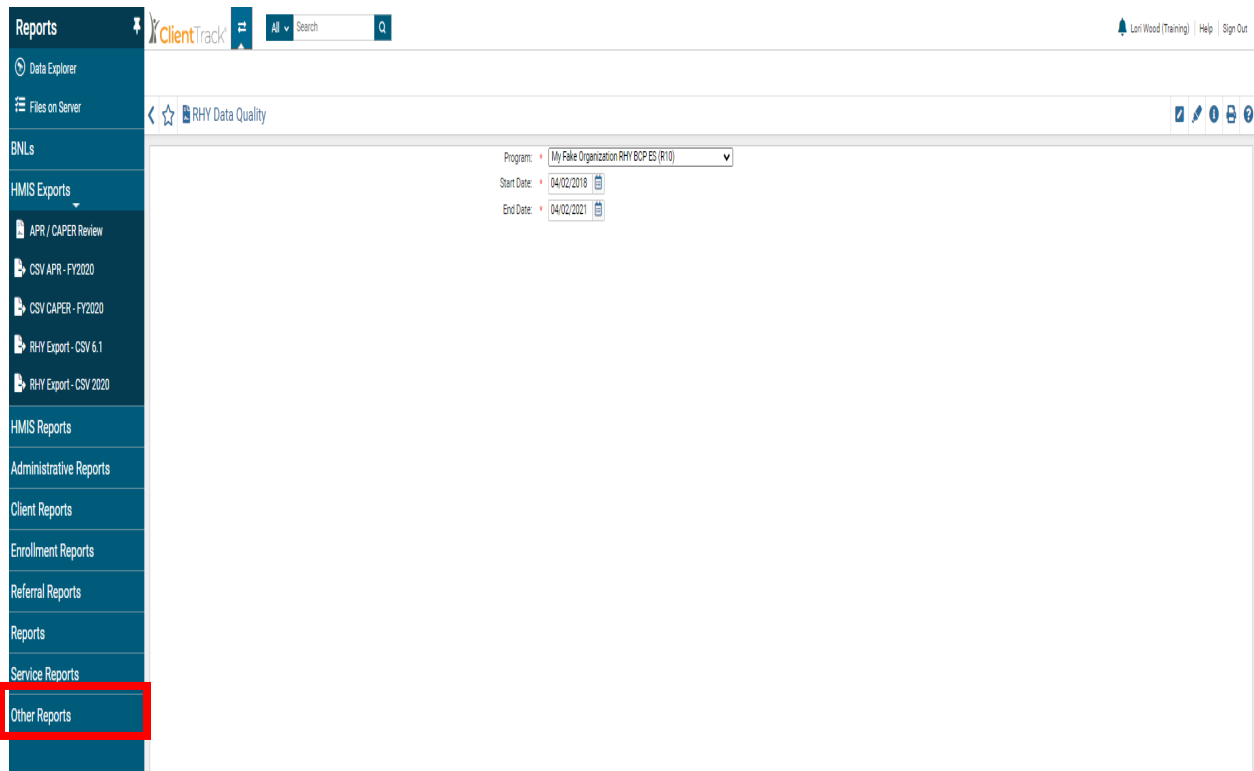 Reports
ClientTrack
All
Search
Lori Wood (Training) | Help | Sign Out
Data Explorer
Files on Server
RHY Data Quality
BNLs
HMIS Exports
APR / CAPER Review
CSV APR - FY2020
CSV CAPER - FY2020
RHY Export - CSV 6.1
RHY Export - CSV 2020
HMIS Reports
Administrative Reports
Client Reports
Enrollment Reports
Referral Reports
Reports
Service Reports
Other Reports
Program: * My Fake Organization RHY BCP ES (R10)
Start Date: * 04/02/2018
End Date: * 04/02/2021